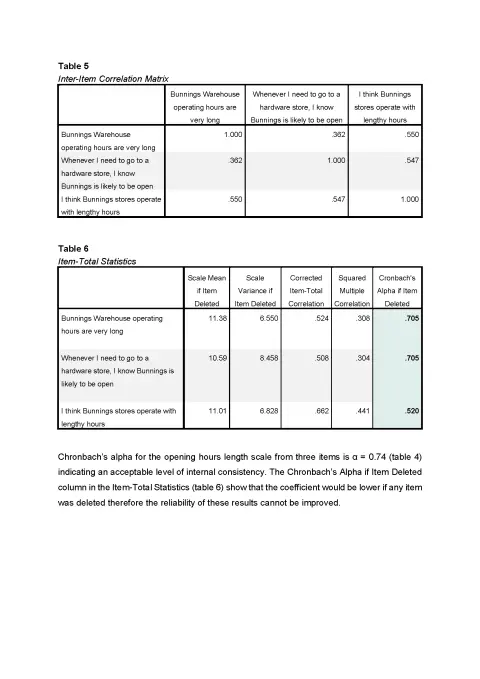 Table 5
Inter-Item Correlation Matrix
Bunnings Warehouse operating hours are very long
Whenever I need to go to a hardware store, I know Bunnings is likely to be open
I think Bunnings stores operate with lengthy hours
Bunnings Warehouse
operating hours are very long
1.000 .362 .550
Whenever I need to go to a
hardware store, I know
Bunnings is likely to be open
.362 1.000 .547
I think Bunnings stores operate
with lengthy hours
.550 .547 1.000
Table 6
Item-Total Statistics
Scale Mean if Item Deleted
Scale Variance if Item Deleted
Corrected Item-Total Correlation
Squared Multiple Correlation
Cronbach's Alpha if Item Deleted
Bunnings Warehouse operating
hours are very long
11.38 6.550 .524 .308 .705
Whenever I need to go to a
hardware store, I know Bunnings is
likely to be open
10.59 8.458 .508 .304 .705
I think Bunnings stores operate with
lengthy hours
11.01 6.828 .662 .441 .520
Chronbach's alpha for the opening hours length scale from three items is α = 0.74 (table 4)
indicating an acceptable level of internal consistency. The Chronbach's Alpha if Item Deleted
column in the Item-Total Statistics (table 6) show that the coefficient would be lower if any item
was deleted therefore the reliability of these results cannot be improved.